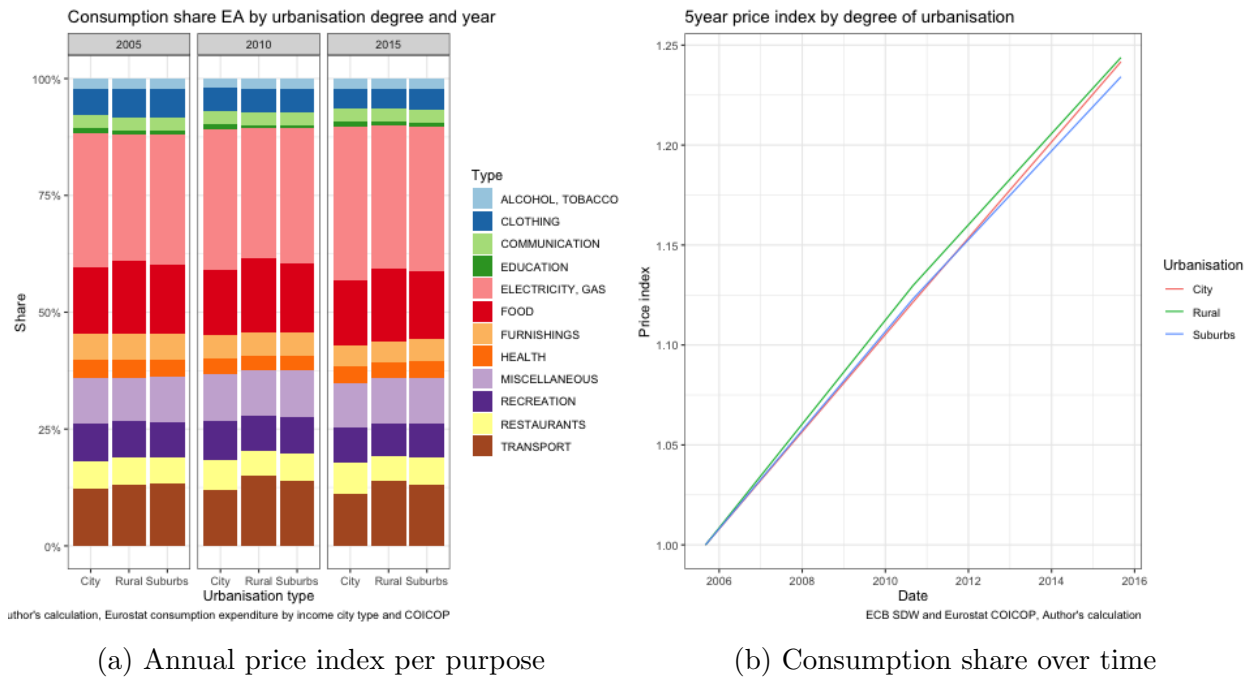 Consumption share EA by urbanisation degree and year
2005 2010 2015
100%
75%
50%
25%
0%
Share
City Rural Suburbs City Rural Suburbs City Rural Suburbs
Urbanisation type
uthor's calculation, Eurostat consumption expenditure by income city type and COICOP
Type
ALCOHOL, TOBACCO
CLOTHING
COMMUNICATION
EDUCATION
ELECTRICITY, GAS
FOOD
FURNISHINGS
HEALTH
MISCELLANEOUS
RECREATION
RESTAURANTS
TRANSPORT
(a) Annual price index per purpose
5year price index by degree of urbanisation
1.25
1.20
1.15
1.10
1.05
1.00
Price index
2006 2008 2010 2012 2014 2016
Date
ECB SDW and Eurostat COICOP, Author's calculation
Urbanisation
City
Rural
Suburbs
(b) Consumption share over time